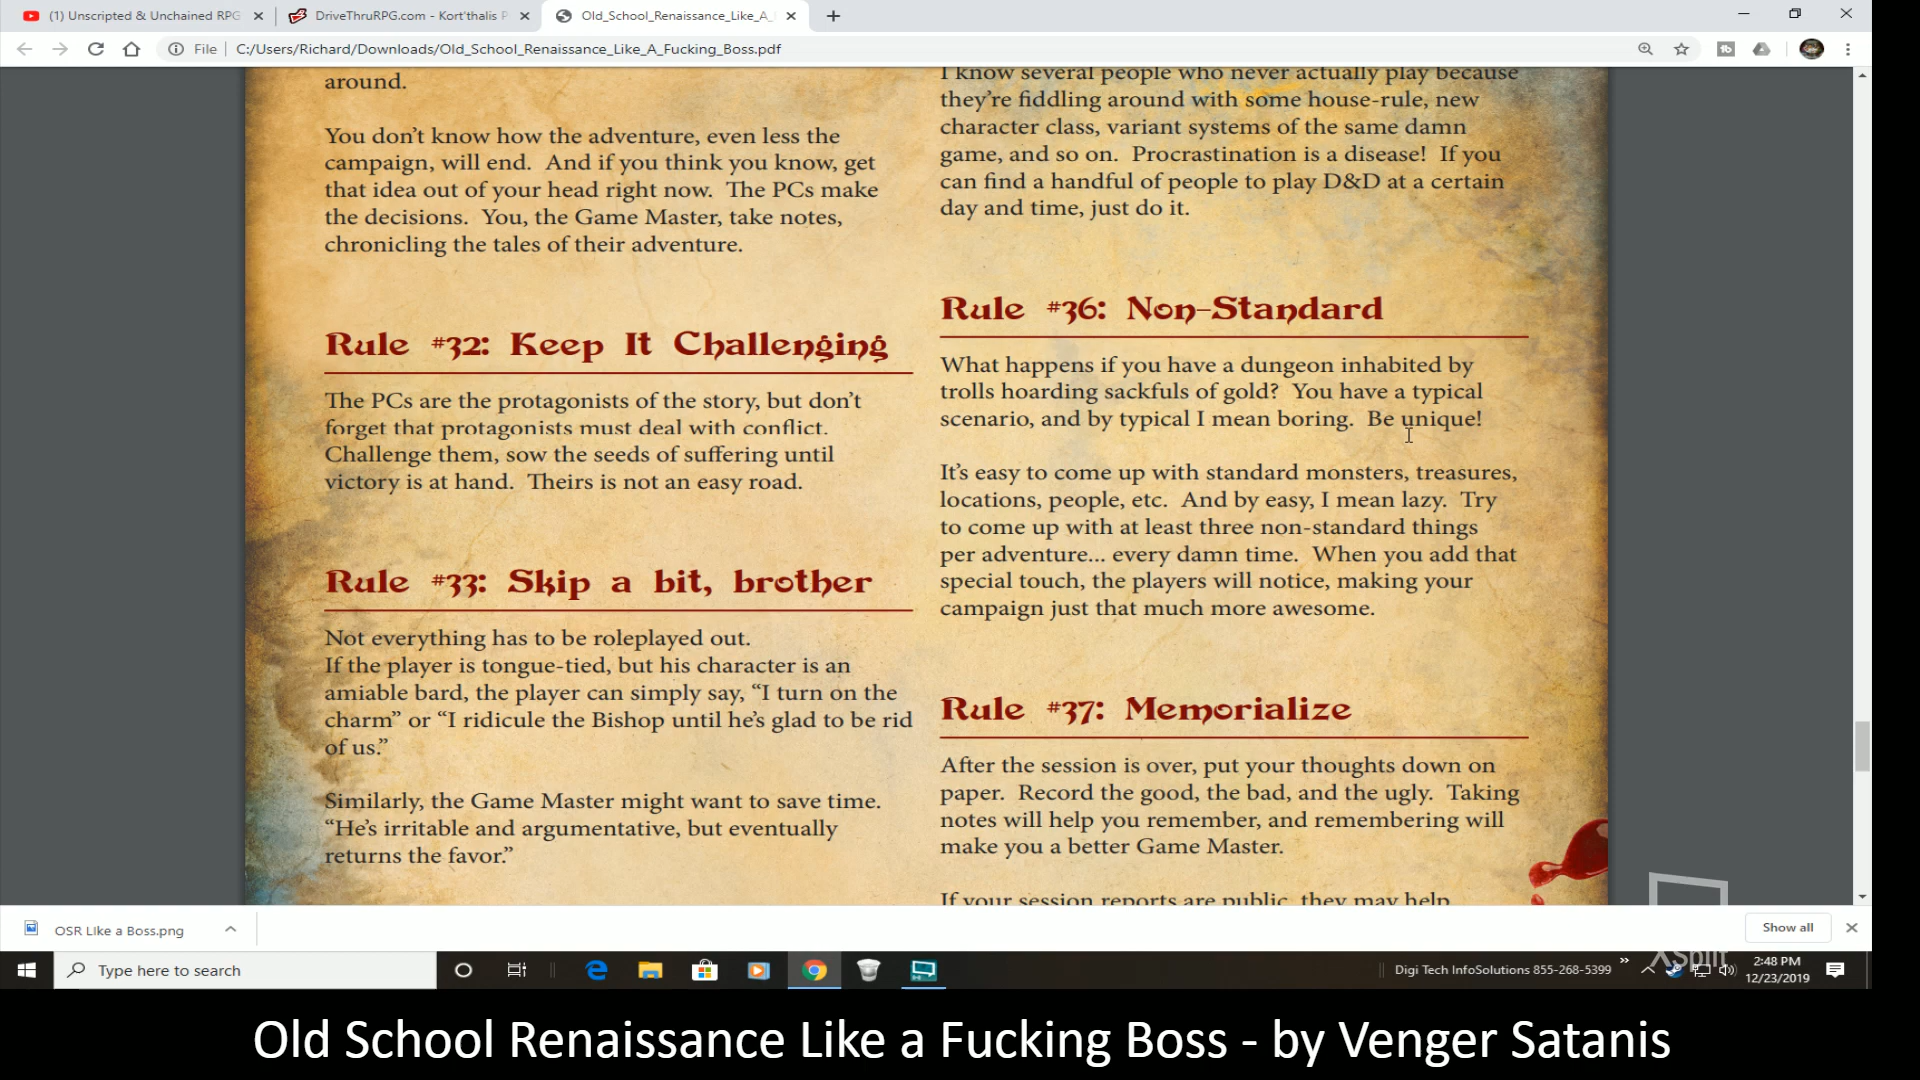 (1) Unscripted & Unchained RPG
DriveThruRPG.com - Kort'thalis P
Old_School_Renaissance_Like_A_
File
C:/Users/Richard/Downloads/Old_School_Renaissance_Like_A_Fucking_Boss.pdf
around.
You don't know how the adventure, even less the
campaign, will end. And if you think you know, get
that idea out of your head right now. The PCs make
the decisions. You, the Game Master, take notes,
chronicling the tales of their adventure.
Rule #32: Keep It Challenging
The PCs are the protagonists of the story, but don't
forget that protagonists must deal with conflict.
Challenge them, sow the seeds of suffering until
victory is at hand. Theirs is not an easy road.
Rule #33: Skip a bit, brother
Not everything has to be roleplayed out.
If the player is tongue-tied, but his character is an
amiable bard, the player can simply say, “I turn on the
charm” or “I ridicule the Bishop until he's glad to be rid
of us.”
Similarly, the Game Master might want to save time.
“He's irritable and argumentative, but eventually
returns the favor.”
I know several people who never actually play because
they're fiddling around with some house-rule, new
character class, variant systems of the same damn
game, and so on. Procrastination is a disease! If you
can find a handful of people to play D&D at a certain
day and time, just do it.
Rule #36: Non-Standard
What happens if you have a dungeon inhabited by
trolls hoarding sackfuls of gold? You have a typical
scenario, and by typical I mean boring. Be unique!
It's easy to come up with standard monsters, treasures,
locations, people, etc. And by easy, I mean lazy. Try
to come up with at least three non-standard things
per adventure... every damn time. When you add that
special touch, the players will notice, making your
campaign just that much more awesome.
Rule #37: Memorialize
After the session is over, put your thoughts down on
paper. Record the good, the bad, and the ugly. Taking
notes will help you remember, and remembering will
make you a better Game Master.
If your session reports are public, they may help
OSR Like a Boss.png
Show all
Type here to search
Digi Tech InfoSolutions 855-268-5399
XSplit
2:48 PM
12/23/2019
Old School Renaissance Like a Fucking Boss - by Venger Satanis